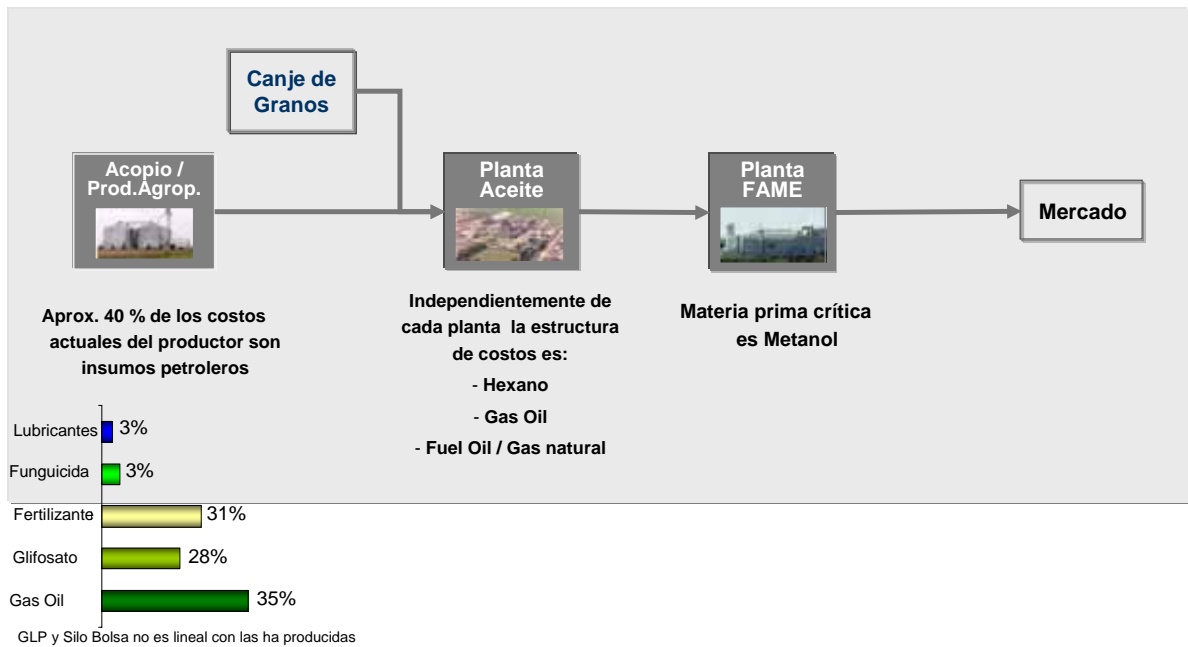 Canje de
Granos
Acopio /
Prod.Agrop.
Planta
Aceite
Planta
FAME
Mercado
Aprox. 40 % de los costos
actuales del productor son
insumos petroleros
Independientemente de
cada planta la estructura
de costos es:
- Hexano
- Gas Oil
- Fuel Oil / Gas natural
Materia prima crítica
es Metanol
Lubricantes 3%
Funguicida 3%
Fertilizante 31%
Glifosato 28%
Gas Oil 35%
GLP y Silo Bolsa no es lineal con las ha producidas